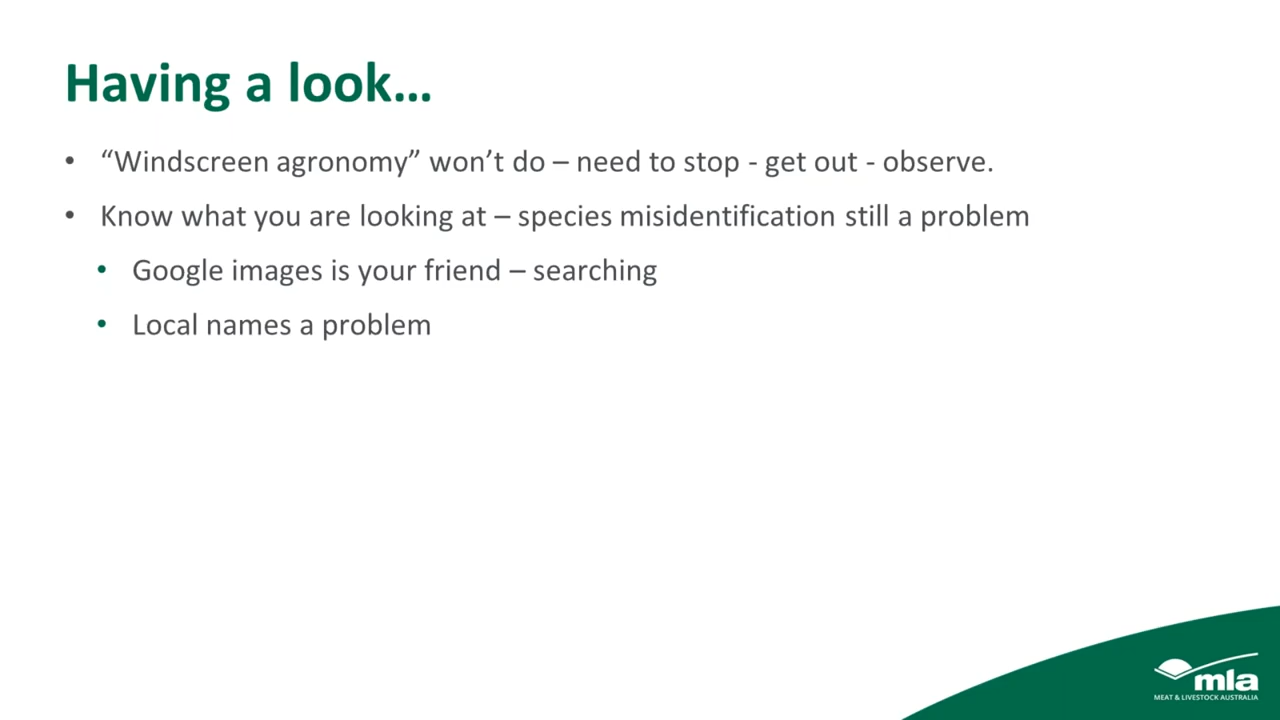 Having a look…
• “Windscreen agronomy” won’t do – need to stop - get out - observe.
• Know what you are looking at – species misidentification still a problem
• Google images is your friend – searching
• Local names a problem
mla
MEAT & LIVESTOCK AUSTRALIA